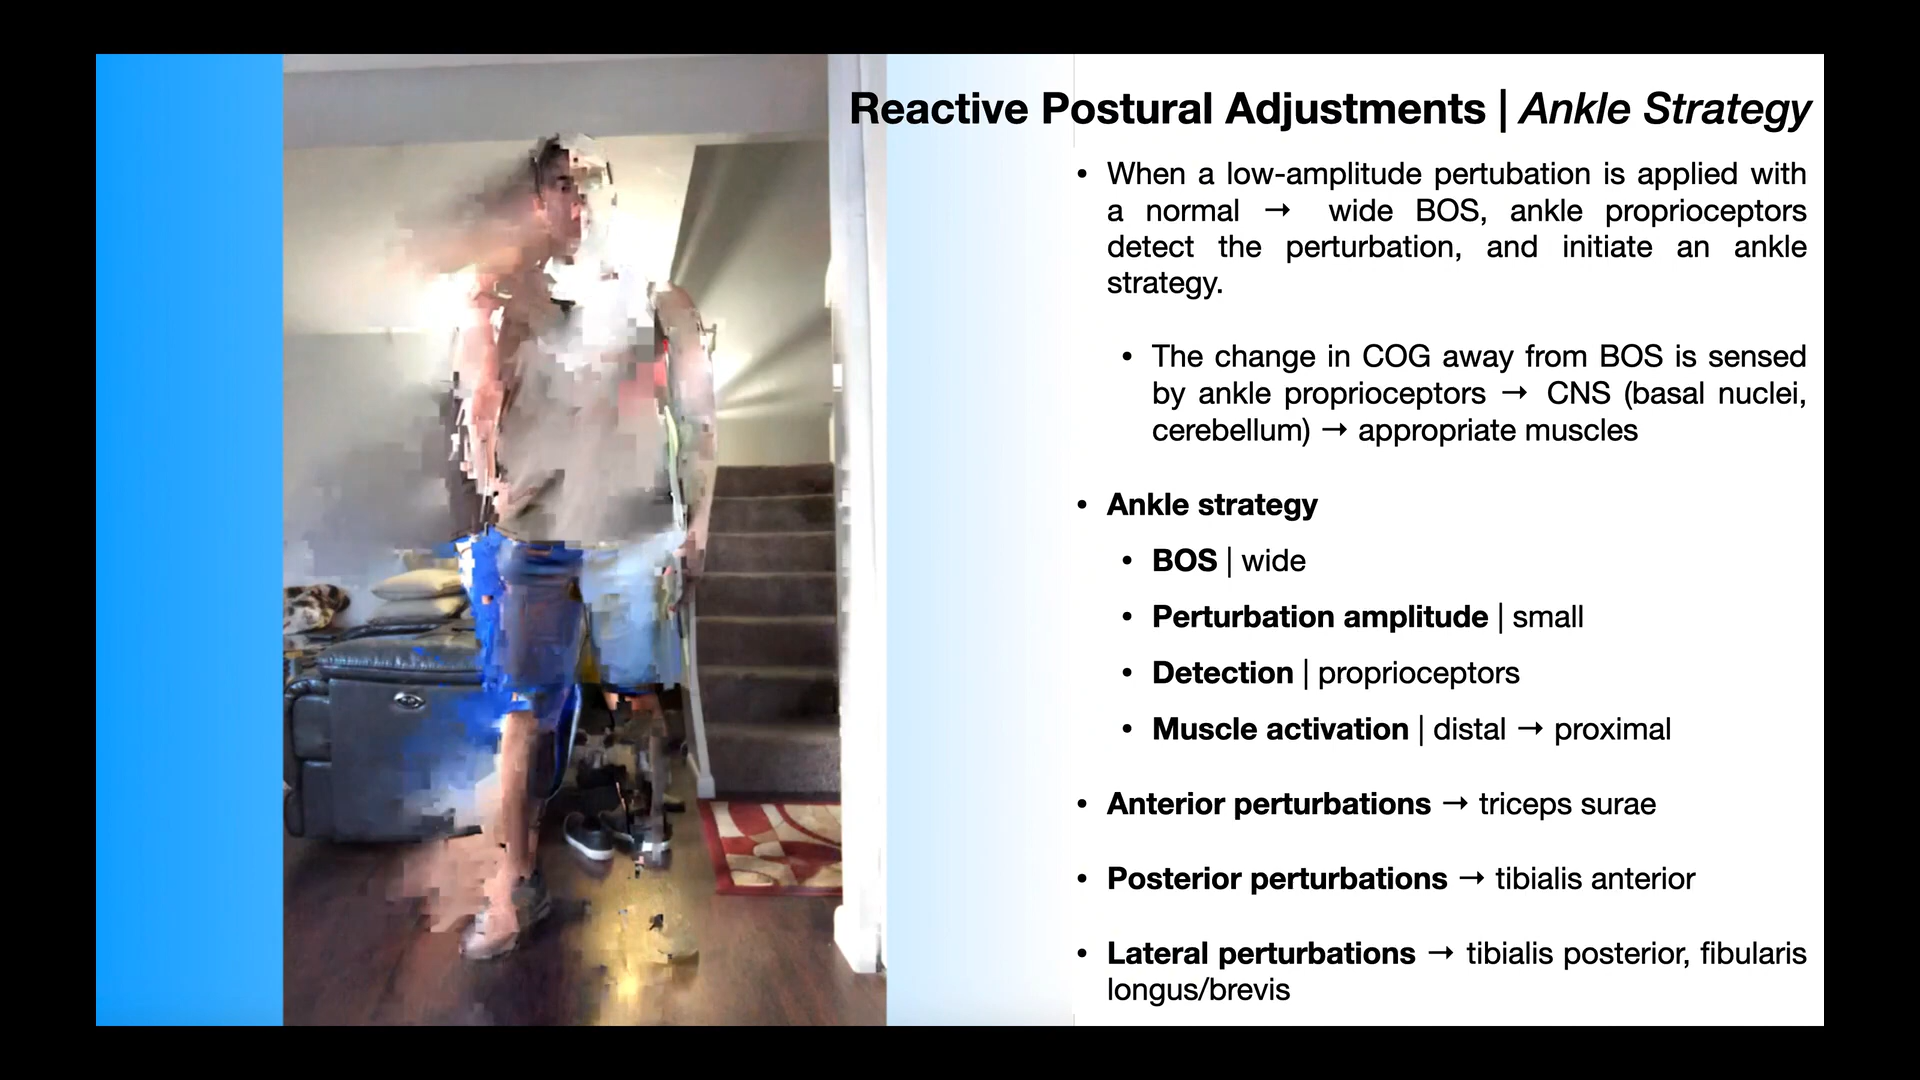 Reactive Postural Adjustments | Ankle Strategy
• When a low-amplitude pertubation is applied with
a normal → wide BOS, ankle proprioceptors
detect the perturbation, and initiate an ankle
strategy.
• The change in COG away from BOS is sensed
by ankle proprioceptors → CNS (basal nuclei,
cerebellum) → appropriate muscles
• Ankle strategy
• BOS | wide
• Perturbation amplitude | small
• Detection | proprioceptors
• Muscle activation | distal → proximal
• Anterior perturbations → triceps surae
• Posterior perturbations → tibialis anterior
• Lateral perturbations → tibialis posterior, fibularis
longus/brevis